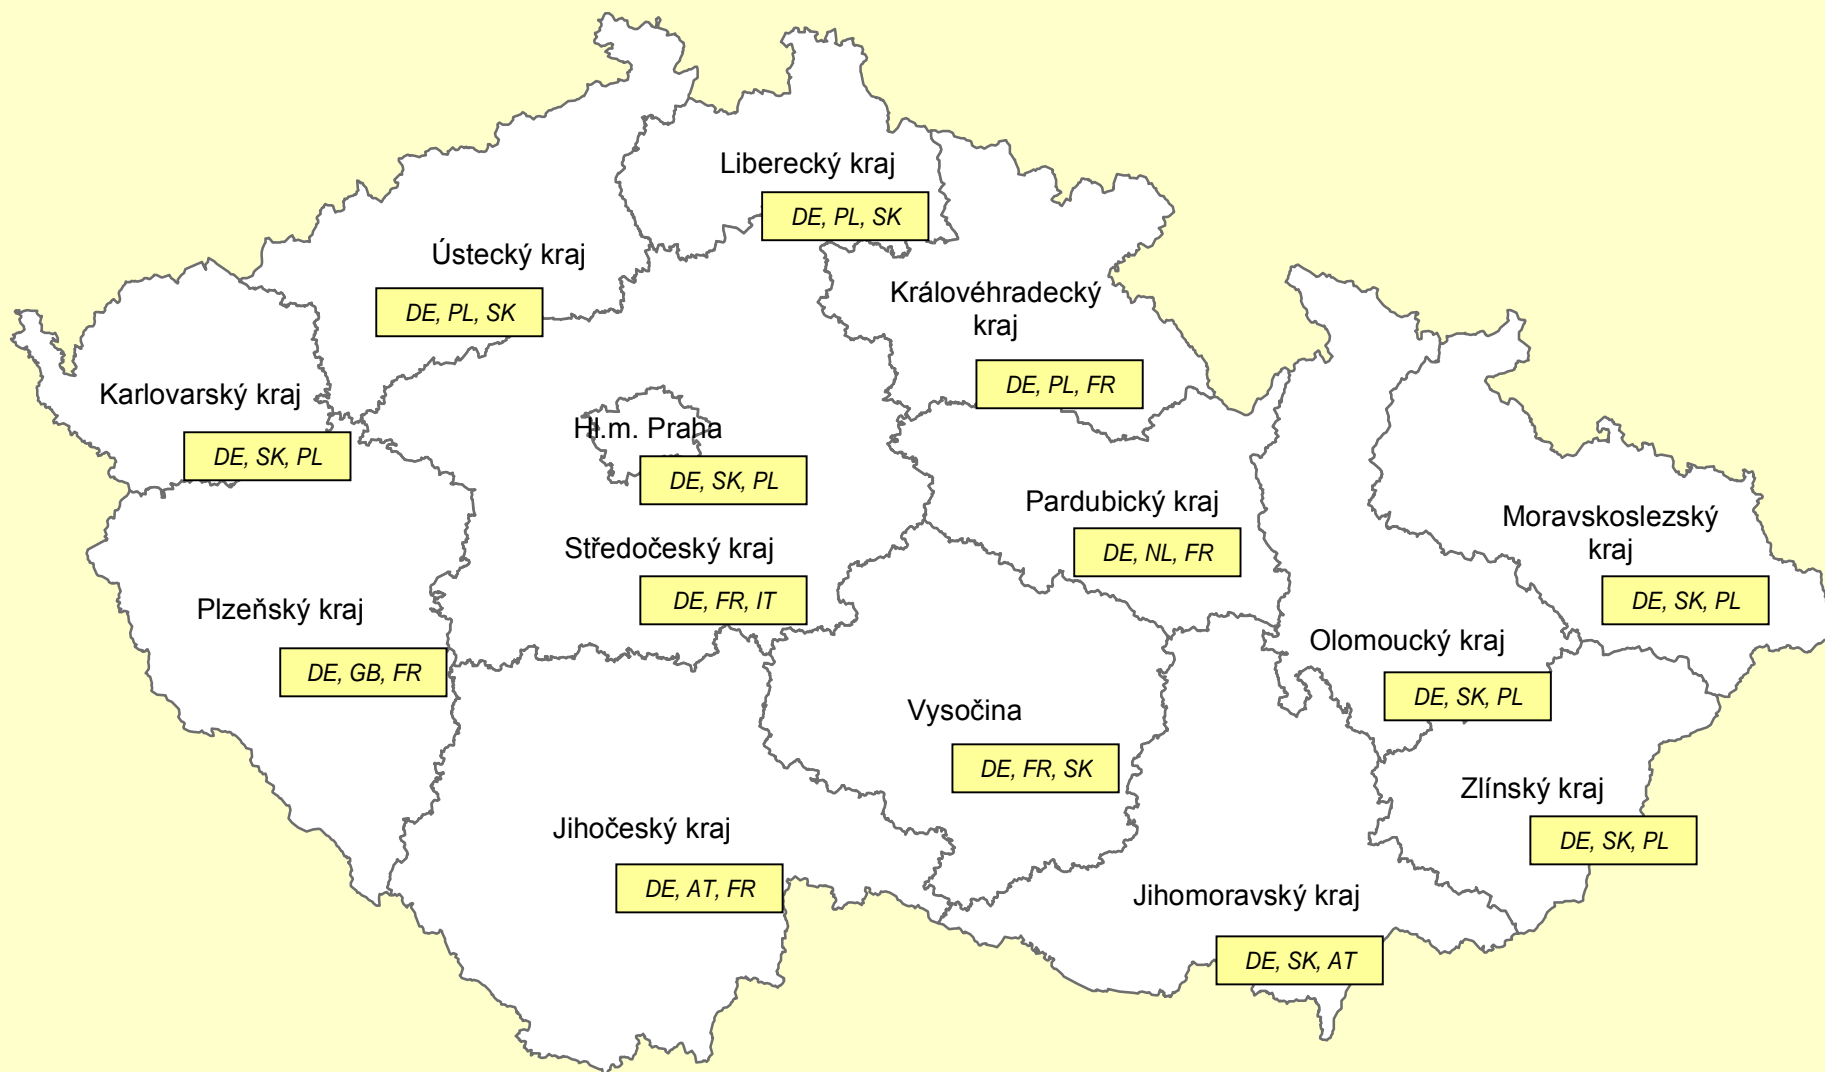 Liberecký kraj
DE, PL, SK
Ústecký kraj
DE, PL, SK
Královéhradecký
kraj
DE, PL, FR
Karlovarský kraj
DE, SK, PL
Hl.m. Praha
DE, SK, PL
Pardubický kraj
DE, NL, FR
Moravskoslezský
kraj
DE, SK, PL
Středočeský kraj
DE, FR, IT
Plzeňský kraj
DE, GB, FR
Olomoucký kraj
DE, SK, PL
Vysočina
DE, FR, SK
Zlínský kraj
DE, SK, PL
Jihočeský kraj
DE, AT, FR
Jihomoravský kraj
DE, SK, AT